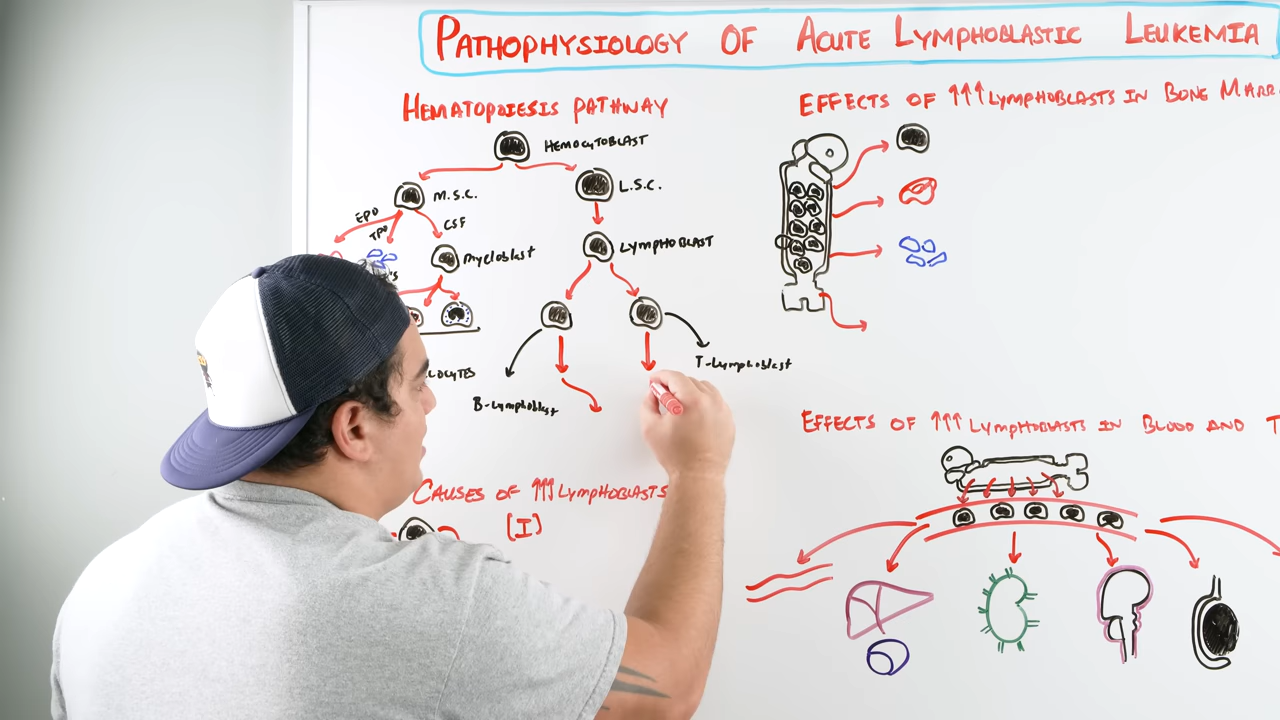 PATHOPHYSIOLOGY OF ACUTE LYMPHOBLASTIC LEUKEMIA
HEMATOPOIESIS PATHWAY
HEMOCYTOBLAST
M.S.C.
L.S.C.
EPO
TPO
CSF
Myeloblast
LYMPHOBLAST
T-Lymphoblast
B-Lymphoblast
CAUSES OF ↑↑↑ LYMPHOBLASTS
(I)
EFFECTS OF ↑↑↑ LYMPHOBLASTS IN BONE MARR
EFFECTS OF ↑↑↑ LYMPHOBLASTS IN BLOOD AND T